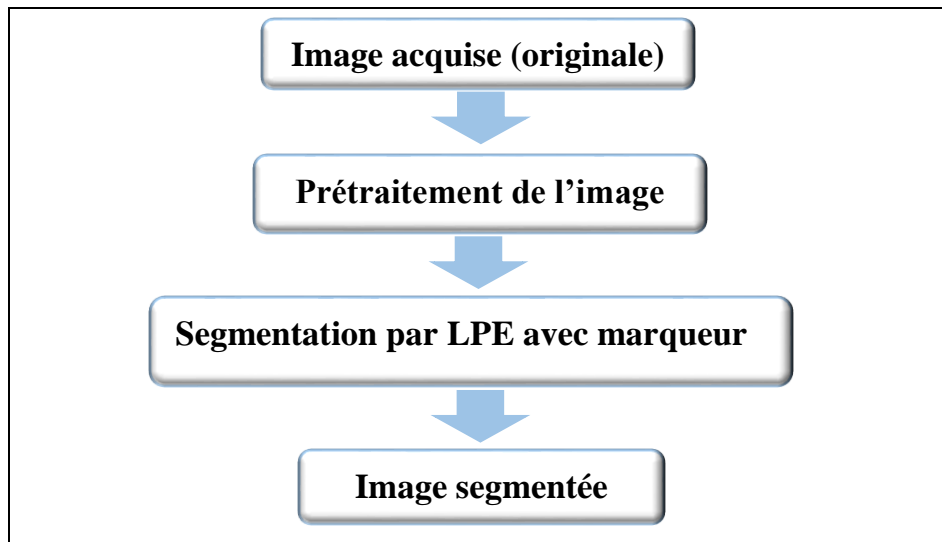 Image acquise (originale)
Prétraitement de l’image
Segmentation par LPE avec marqueur
Image segmentée